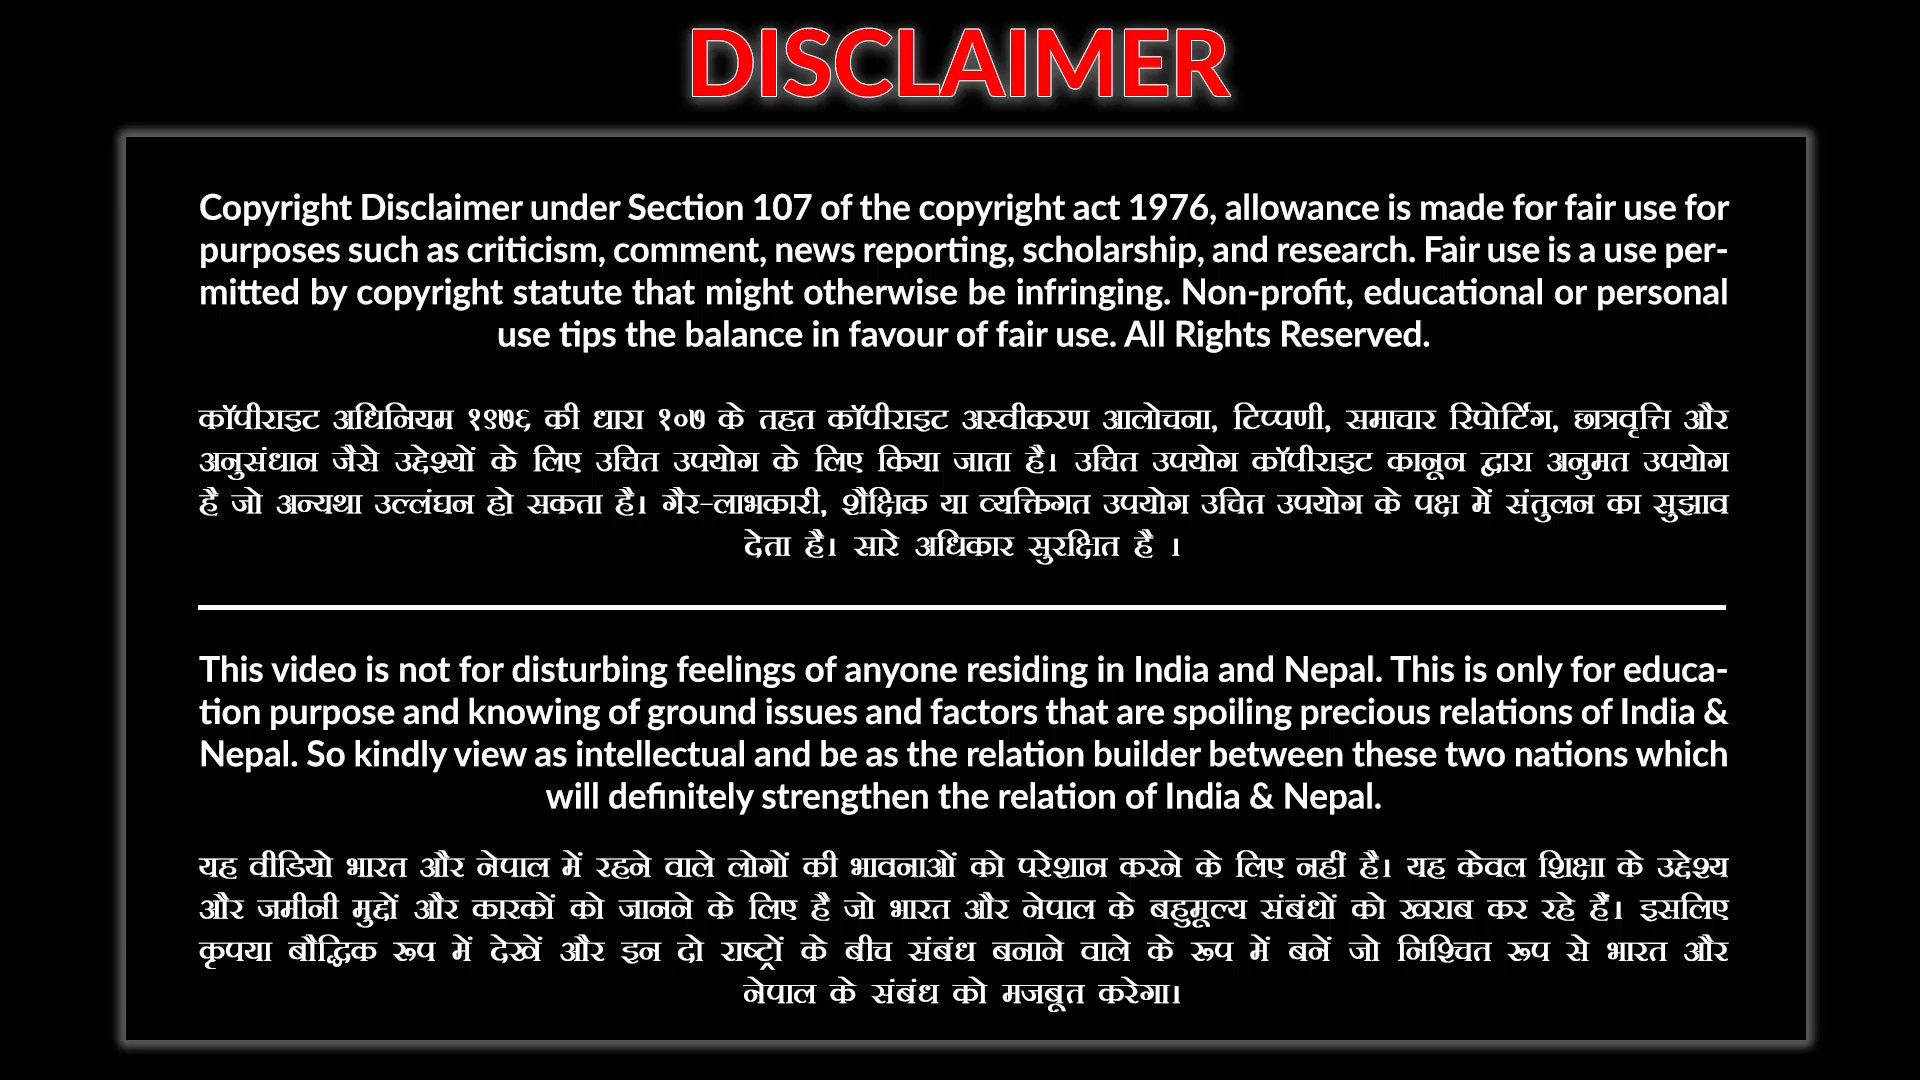 DISCLAIMER
Copyright Disclaimer under Section 107 of the copyright act 1976, allowance is made for fair use for
purposes such as criticism, comment, news reporting, scholarship, and research. Fair use is a use per-
mitted by copyright statute that might otherwise be infringing. Non-profit, educational or personal
use tips the balance in favour of fair use. All Rights Reserved.
कॉपीराइट अधिनियम १९७६ की धारा १०७ के तहत कॉपीराइट अस्वीकरण आलोचना, टिप्पणी, समाचार रिपोर्टिंग, छात्रवृत्ति और
अनुसंधान जैसे उद्देश्यों के लिए उचित उपयोग के लिए किया जाता है। उचित उपयोग कॉपीराइट कानून द्वारा अनुमत उपयोग
है जो अन्यथा उल्लंघन हो सकता है। गैर-लाभकारी, शैक्षिक या व्यक्तिगत उपयोग उचित उपयोग के पक्ष में संतुलन का सुझाव
देता है। सारे अधिकार सुरक्षित है ।
This video is not for disturbing feelings of anyone residing in India and Nepal. This is only for educa-
tion purpose and knowing of ground issues and factors that are spoiling precious relations of India &
Nepal. So kindly view as intellectual and be as the relation builder between these two nations which
will definitely strengthen the relation of India & Nepal.
यह वीडियो भारत और नेपाल में रहने वाले लोगों की भावनाओं को परेशान करने के लिए नहीं है। यह केवल शिक्षा के उद्देश्य
और जमीनी मुद्दों और कारकों को जानने के लिए है जो भारत और नेपाल के बहुमूल्य संबंधों को खराब कर रहे हैं। इसलिए
कृपया बौद्धिक रूप में देखें और इन दो राष्ट्रों के बीच संबंध बनाने वाले के रूप में बनें जो निश्चित रूप से भारत और
नेपाल के संबंध को मजबूत करेगा।